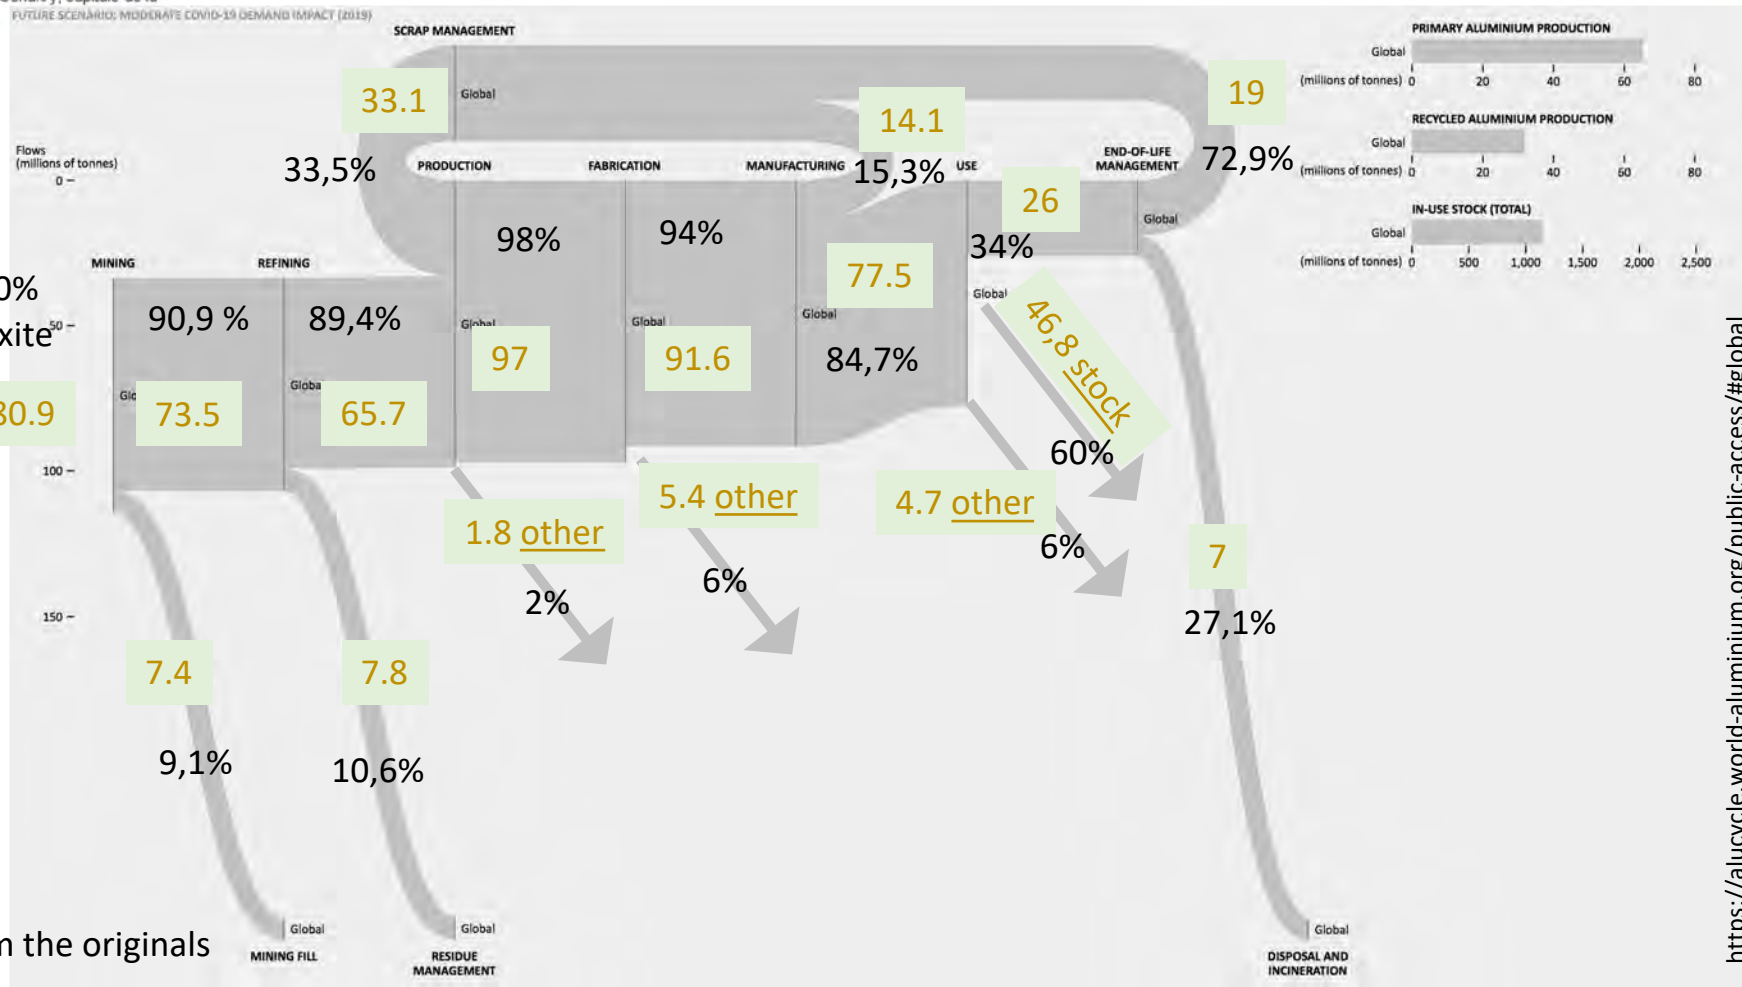 FUTURE SCENARIO: MODERATE COVID-19 DEMAND IMPACT (2019)
SCRAP MANAGEMENT
Global
33.1
33,5%
14.1
15,3%
19
72,9%
Flows
(millions of tonnes)
0
50
100
150
PRODUCTION
FABRICATION
MANUFACTURING
USE
END-OF-LIFE
MANAGEMENT
MINING
REFINING
98%
94%
26
34%
Global
77.5
0%
xite
90,9 %
89,4%
Global
Global
Global
Global
97
91.6
84,7%
46,8 stock
60%
30.9
73.5
Global
65.7
1.8 other
2%
5.4 other
6%
4.7 other
6%
7
27,1%
7.4
9,1%
7.8
10,6%
Global
MINING FILL
Global
RESIDUE
MANAGEMENT
Global
DISPOSAL AND
INCINERATION
the originals
PRIMARY ALUMINIUM PRODUCTION
Global
(millions of tonnes) 0 20 40 60 80
RECYCLED ALUMINIUM PRODUCTION
Global
(millions of tonnes) 0 20 40 60 80
IN-USE STOCK (TOTAL)
Global
(millions of tonnes) 0 500 1,000 1,500 2,000 2,500
https://alucycle.world-aluminium.org/public-access/#global